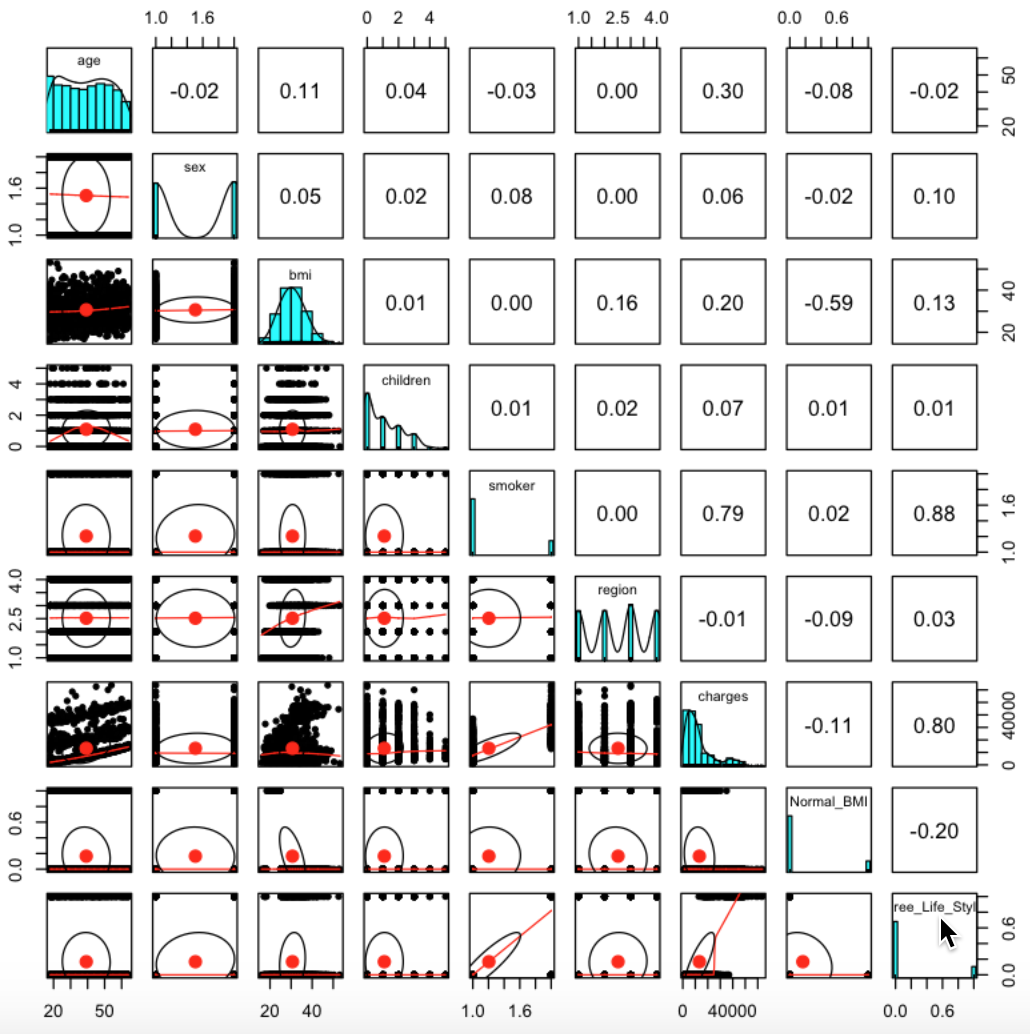 1.0 1.6 0 2 4 1.0 2.5 4.0 0.0 0.6
age -0.02 0.11 0.04 -0.03 0.00 0.30 -0.08 -0.02 20 50
1.0 1.6 sex 0.05 0.02 0.08 0.00 0.06 -0.02 0.10
bmi 0.01 0.00 0.16 0.20 -0.59 0.13 20 40
0 2 4 children 0.01 0.02 0.07 0.01 0.01
smoker 0.00 0.79 0.02 0.88 1.0 1.6
1.0 2.5 4.0 region -0.01 -0.09 0.03
charges -0.11 0.80 0 40000
0.0 0.6 Normal_BMI -0.20
ree_Life_Styl 0.0 0.6
20 50 20 40 1.0 1.6 0 40000 0.0 0.6